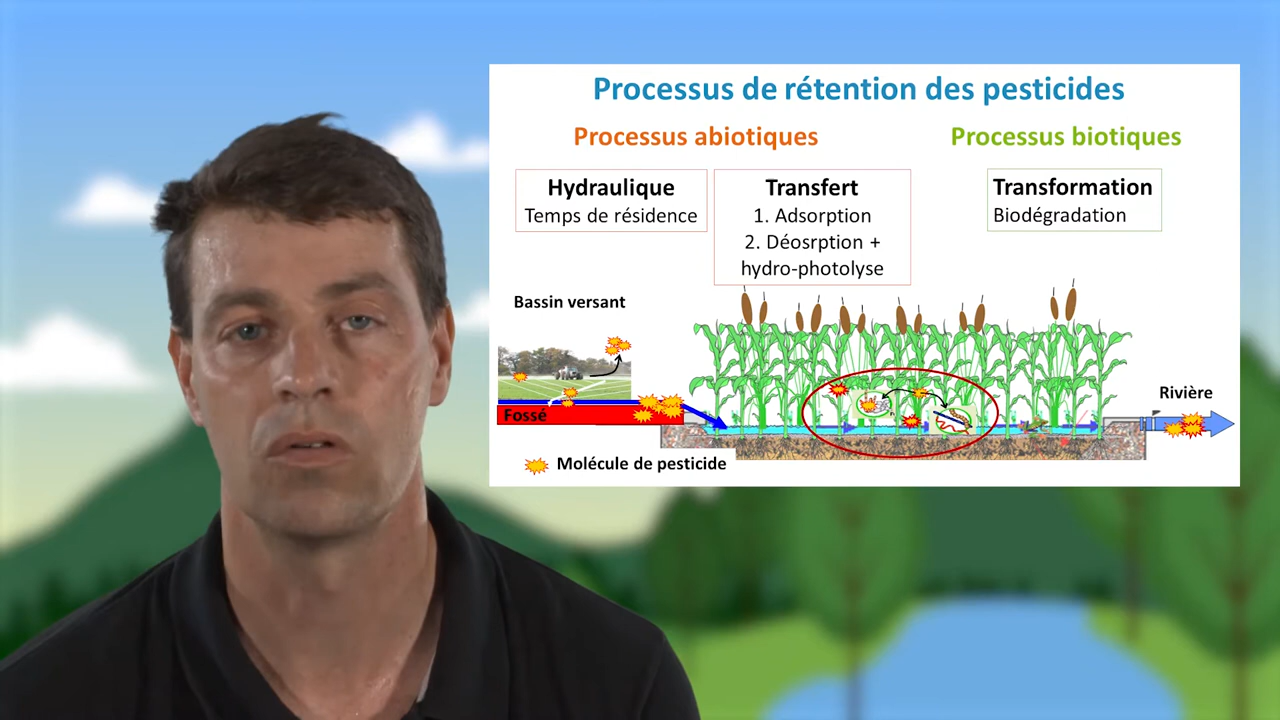 Processus de rétention des pesticides
Processus abiotiques
Processus biotiques
Hydraulique
Temps de résidence
Transfert
1. Adsorption
2. Déosrption +
hydro-photolyse
Transformation
Biodégradation
Bassin versant
Fossé
Rivière
Molécule de pesticide